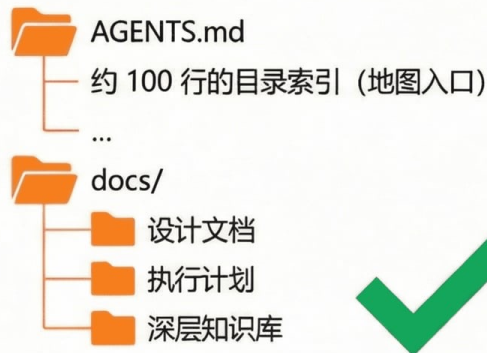 AGENTS.md
约 100 行的目录索引（地图入口）
...
docs/
设计文档
执行计划
深层知识库